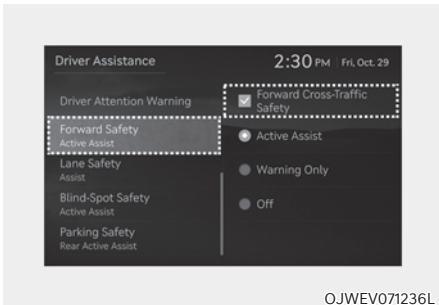 Driver Assistance
2:30 PM Fri, Oct. 29
Driver Attention Warning
Forward Safety
Active Assist
Lane Safety
Assist
Blind-Spot Safety
Active Assist
Parking Safety
Rear Active Assist
Forward Cross-Traffic
Safety
Active Assist
Warning Only
Off
OJWEV071236L